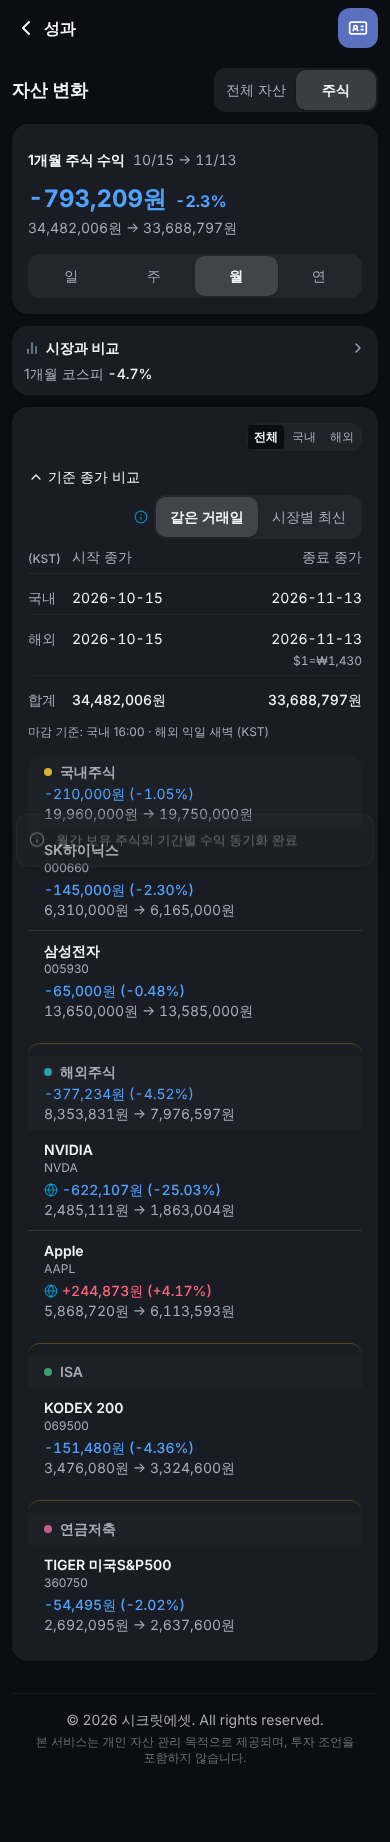 성과
자산 변화
전체 자산
주식
1개월 주식 수익 10/15 → 11/13
-793,209원 -2.3%
34,482,006원 → 33,688,797원
일
주
월
연
시장과 비교
1개월 코스피 -4.7%
전체
국내
해외
기준 종가 비교
같은 거래일
시장별 최신
(KST) 시작 종가 종료 종가
국내 2026-10-15 2026-11-13
해외 2026-10-15 2026-11-13
$1=₩1,430
합계 34,482,006원 33,688,797원
마감 기준: 국내 16:00 · 해외 익일 새벽 (KST)
국내주식
-210,000원 (-1.05%)
19,960,000원 → 19,750,000원
월간 보유 주식의 기간별 수익 동기화 완료
SK하이닉스
000660
-145,000원 (-2.30%)
6,310,000원 → 6,165,000원
삼성전자
005930
-65,000원 (-0.48%)
13,650,000원 → 13,585,000원
해외주식
-377,234원 (-4.52%)
8,353,831원 → 7,976,597원
NVIDIA
NVDA
-622,107원 (-25.03%)
2,485,111원 → 1,863,004원
Apple
AAPL
+244,873원 (+4.17%)
5,868,720원 → 6,113,593원
ISA
KODEX 200
069500
-151,480원 (-4.36%)
3,476,080원 → 3,324,600원
연금저축
TIGER 미국S&P500
360750
-54,495원 (-2.02%)
2,692,095원 → 2,637,600원
© 2026 시크릿에셋. All rights reserved.
본 서비스는 개인 자산 관리 목적으로 제공되며, 투자 조언을
포함하지 않습니다.